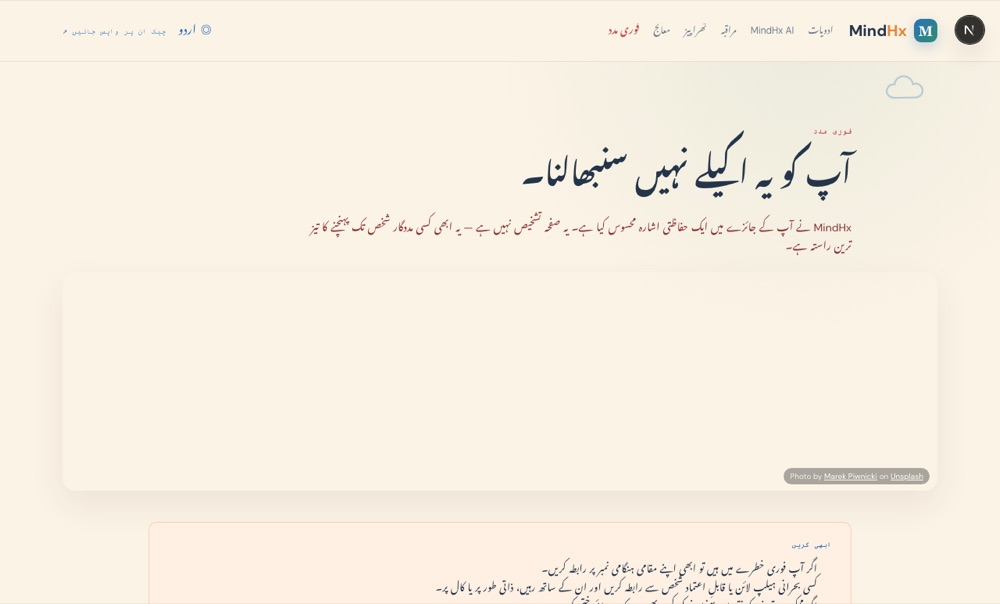 N
M MindHx
ادویات
MindHx AI
مراقبہ
تھراپیز
معالج
فوری مدد
اردو
چیک ان پر واپس جائیں ↗
فوری مدد
آپ کو یہ اکیلے نہیں سنبھالنا۔
MindHx نے آپ کے جائزے میں ایک حفاظتی اشارہ محسوس کیا ہے۔ یہ صفحہ تشخیص نہیں ہے — یہ ابھی کسی مددگار شخص تک پہنچنے کا تیز
ترین راستہ ہے۔
Photo by Marek Piwnicki on Unsplash
ابھی کریں
اگر آپ فوری خطرے میں ہیں تو ابھی اپنے مقامی ہنگامی نمبر پر رابطہ کریں۔
کسی بحرانی ہیلپ لائن یا قابلِ اعتماد شخص سے رابطہ کریں اور ان کے ساتھ رہیں، ذاتی طور پر یا کال پر۔